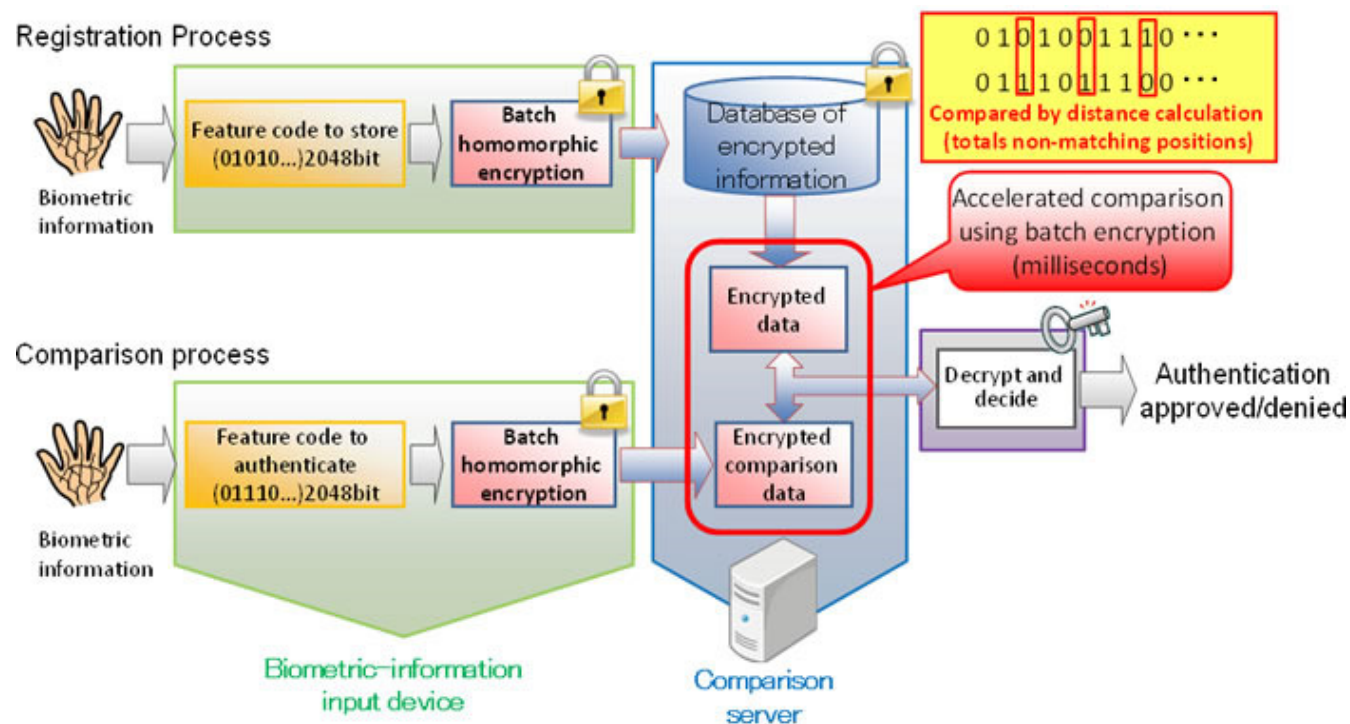 Registration Process
Biometric
information
Feature code to store
(01010...)2048bit
Batch
homomorphic
encryption
Database of
encrypted
information
0 1 0 1 0 0 1 1 1 0 ···
0 1 1 1 0 1 1 1 0 0 ···
Compared by distance calculation
(totals non-matching positions)
Accelerated comparison
using batch encryption
(milliseconds)
Encrypted
data
Comparison process
Biometric
information
Feature code to
authenticate
(01110...)2048bit
Batch
homomorphic
encryption
Encrypted
comparison
data
Decrypt and
decide
Authentication
approved/denied
Biometric-information
input device
Comparison
server